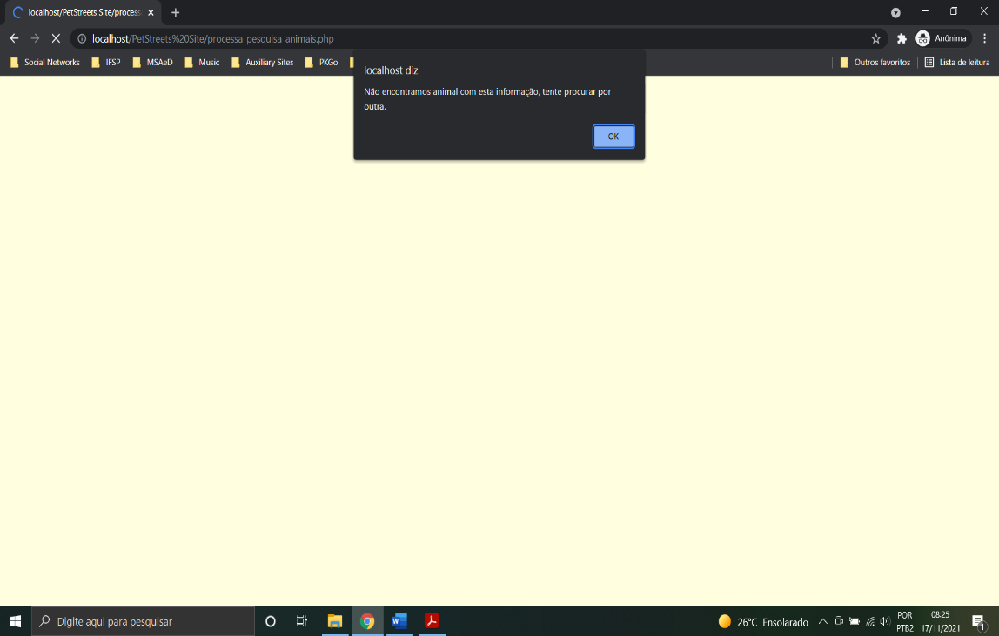 localhost/PetStreets Site/process
localhost/PetStreets%20Site/processa_pesquisa_animais.php
Anônima
Social Networks
IFSP
MSAeD
Music
Auxiliary Sites
PKGo
Outros favoritos
Lista de leitura
localhost diz
Não encontramos animal com esta informação, tente procurar por
outra.
OK
Digite aqui para pesquisar
26°C Ensolarado
POR
PTB2
08:25
17/11/2021
1